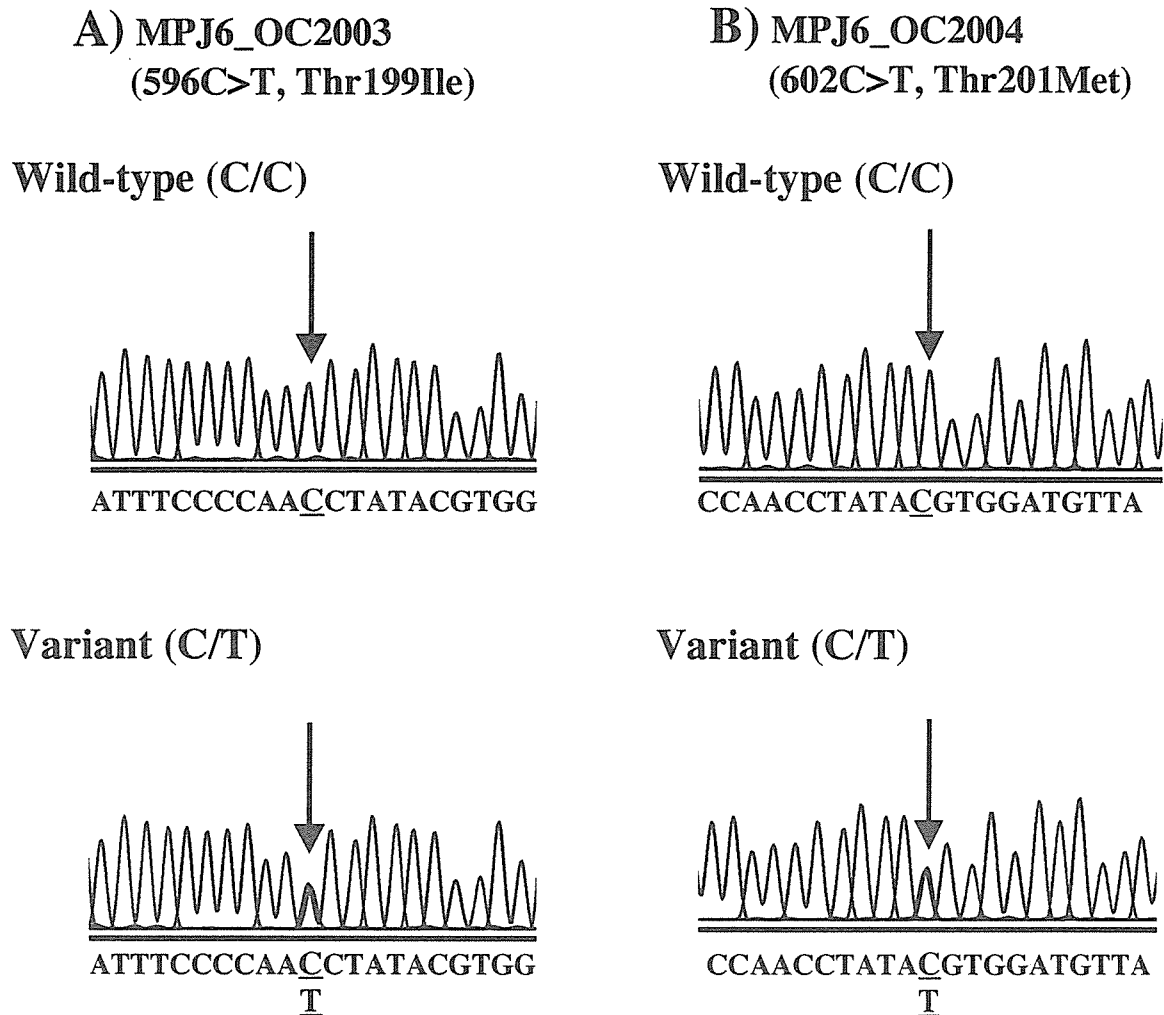 A) MPJ6_OC2003
(596C>T, Thr199Ile)
Wild-type (C/C)
ATTTCCCCAACCTATACGTGG
Variant (C/T)
ATTTCCCCAACCTATACGTGG
T
B) MPJ6_OC2004
(602C>T, Thr201Met)
Wild-type (C/C)
CCAACCTATACGTGGATGTTA
Variant (C/T)
CCAACCTATACGTGGATGTTA
T